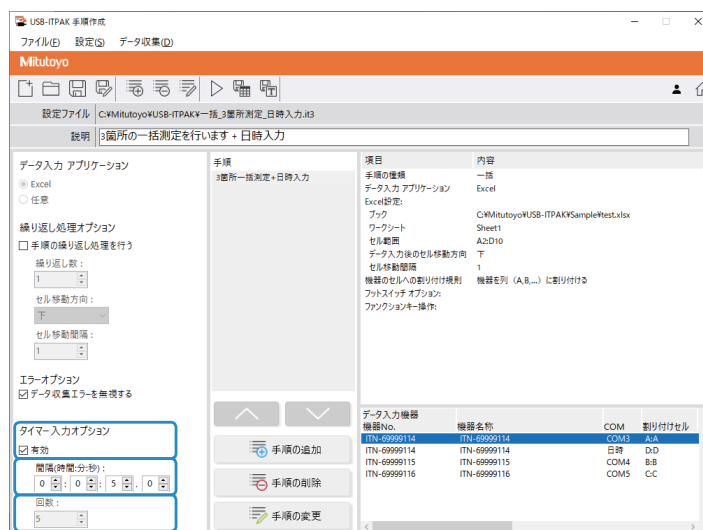 USB-ITPAK 手順作成
ファイル(F) 設定(S) データ収集(D)
Mitutoyo
設定ファイル C:¥Mitutoyo¥USB-ITPAK¥一括_3箇所測定_日時入力.it3
説明 3箇所の一括測定を行います + 日時入力
データ入力 アプリケーション
Excel
任意
繰り返し処理オプション
手順の繰り返し処理を行う
繰り返し数：
1
セル移動方向：
下
セル移動間隔：
1
エラーオプション
データ収集エラーを無視する
タイマー入力オプション
有効
間隔(時間:分:秒)：
0 : 0 : 5 . 0
回数：
5
手順
3箇所一括測定+日時入力
手順の追加
手順の削除
手順の変更
項目 内容
手順の種類 一括
データ入力 アプリケーション Excel
Excel設定:
ブック C:¥Mitutoyo¥USB-ITPAK¥Sample¥test.xlsx
ワークシート Sheet1
セル範囲 A2:D10
データ入力後のセル移動方向 下
セル移動間隔 1
機器のセルへの割り付け規則 機器を列（A,B,...）に割り付ける
フットスイッチ オプション:
ファンクションキー操作:
データ入力機器
機器No. 機器名称 COM 割り付けセル
ITN-69999114 ITN-69999114 COM3 A:A
ITN-69999114 ITN-69999114 日時 D:D
ITN-69999115 ITN-69999115 COM4 B:B
ITN-69999116 ITN-69999116 COM5 C:C